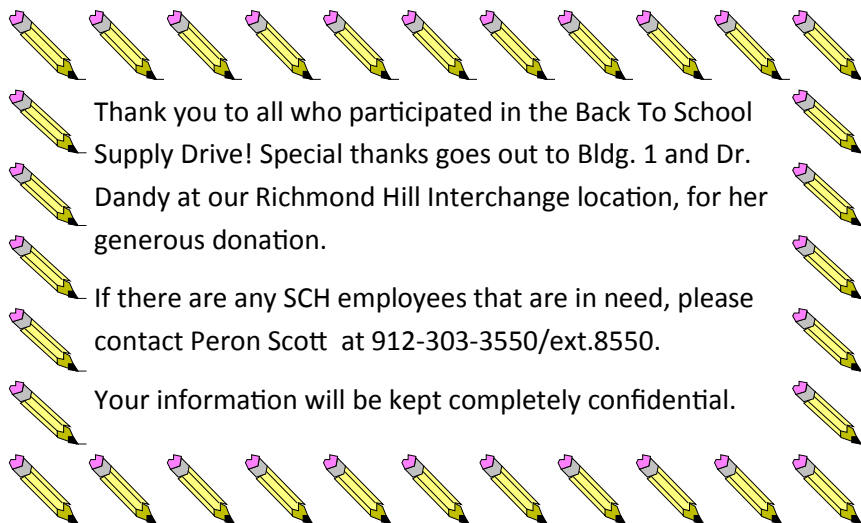 Thank you to all who participated in the Back To School
Supply Drive! Special thanks goes out to Bldg. 1 and Dr.
Dandy at our Richmond Hill Interchange location, for her
generous donation.
If there are any SCH employees that are in need, please
contact Peron Scott  at 912-303-3550/ext.8550.
Your information will be kept completely confidential.